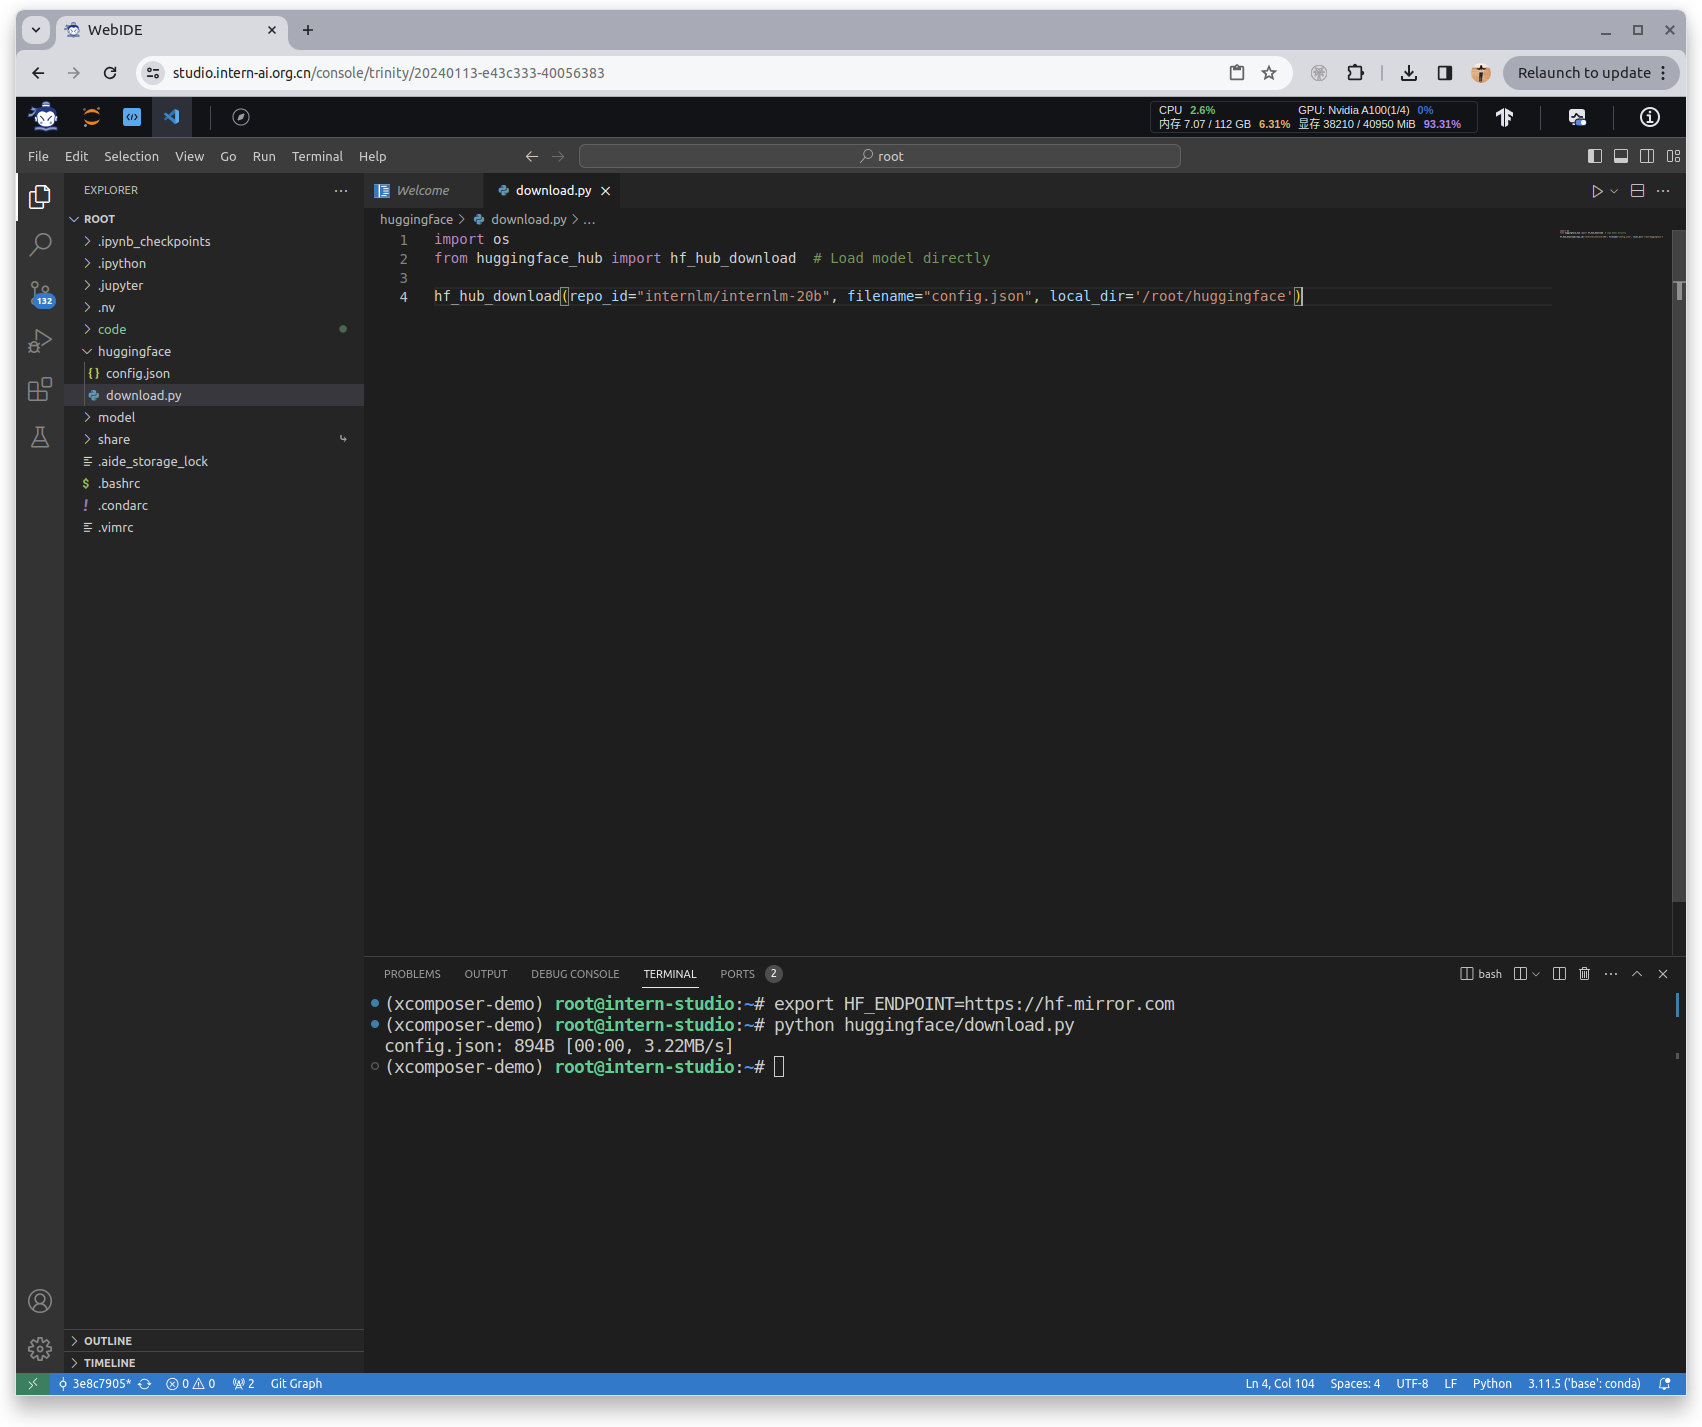 WebIDE
studio.intern-ai.org.cn/console/trinity/20240113-e43c333-40056383
Relaunch to update
CPU 2.6% GPU: Nvidia A100(1/4) 0%
内存 7.07 / 112 GB 6.31% 显存 38210 / 40950 MiB 93.31%
File Edit Selection View Go Run Terminal Help
root
EXPLORER
Welcome
download.py
ROOT
huggingface > download.py > ...
.ipynb_checkpoints
.ipython
.jupyter
.nv
code
huggingface
config.json
download.py
model
share
.aide_storage_lock
.bashrc
.condarc
.vimrc
132
1 import os
2 from huggingface_hub import hf_hub_download # Load model directly
3
4 hf_hub_download(repo_id="internlm/internlm-20b", filename="config.json", local_dir='/root/huggingface')
PROBLEMS OUTPUT DEBUG CONSOLE TERMINAL PORTS 2
bash
(xcomposer-demo) root@intern-studio:~# export HF_ENDPOINT=https://hf-mirror.com
(xcomposer-demo) root@intern-studio:~# python huggingface/download.py
config.json: 894B [00:00, 3.22MB/s]
(xcomposer-demo) root@intern-studio:~#
OUTLINE
TIMELINE
3e8c7905* 0 0 2 Git Graph
Ln 4, Col 104 Spaces: 4 UTF-8 LF Python 3.11.5 ('base': conda)